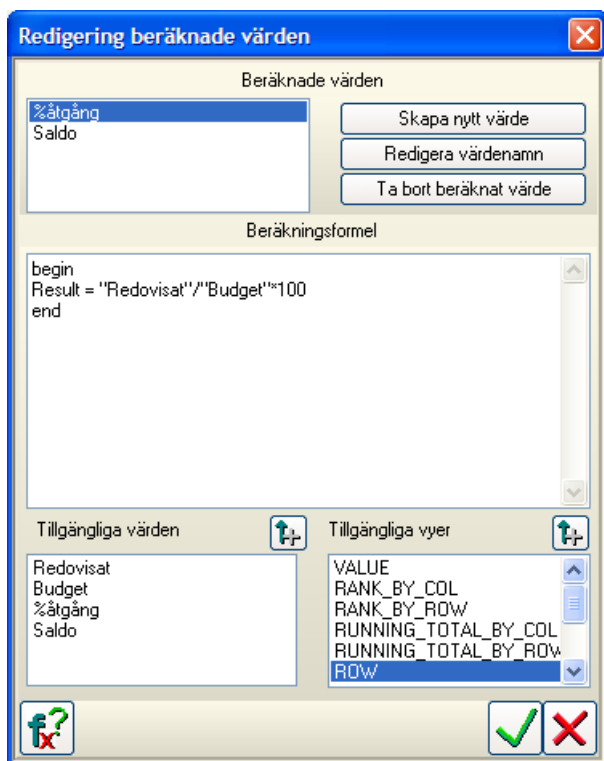 Redigering beräknade värden
Beräknade värden
%åtgång
Saldo
Skapa nytt värde
Redigera värdenamn
Ta bort beräknat värde
Beräkningsformel
begin
Result = "Redovisat"/"Budget"*100
end
Tillgängliga värden
Tillgängliga vyer
Redovisat
Budget
%åtgång
Saldo
VALUE
RANK_BY_COL
RANK_BY_ROW
RUNNING_TOTAL_BY_COL
RUNNING_TOTAL_BY_ROW
ROW
fx?